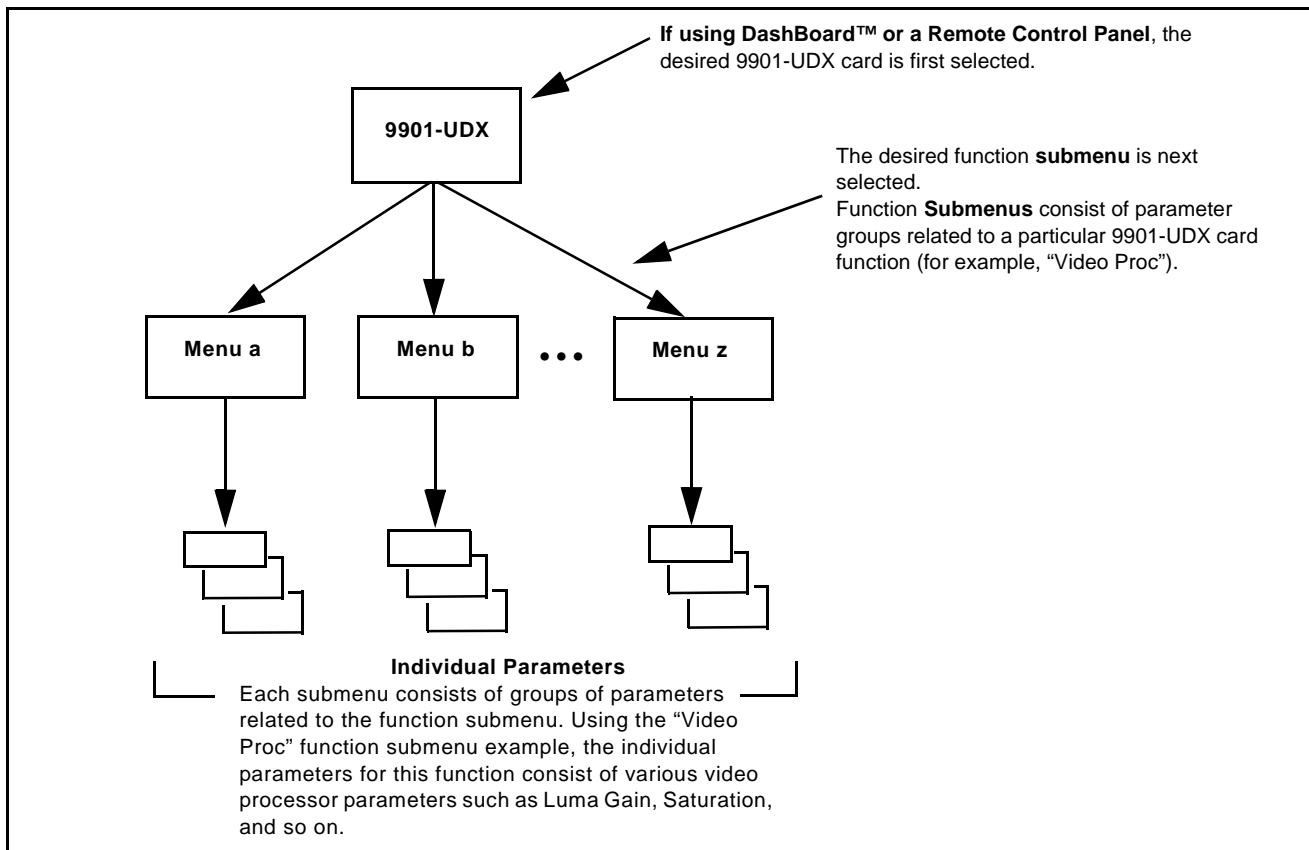 If using DashBoard™ or a Remote Control Panel, the
desired 9901-UDX card is first selected.
9901-UDX
The desired function submenu is next
selected.
Function Submenus consist of parameter
groups related to a particular 9901-UDX card
function (for example, “Video Proc”).
Menu a
Menu b
•••
Menu z
Individual Parameters
Each submenu consists of groups of parameters
related to the function submenu. Using the “Video
Proc” function submenu example, the individual
parameters for this function consist of various video
processor parameters such as Luma Gain, Saturation,
and so on.